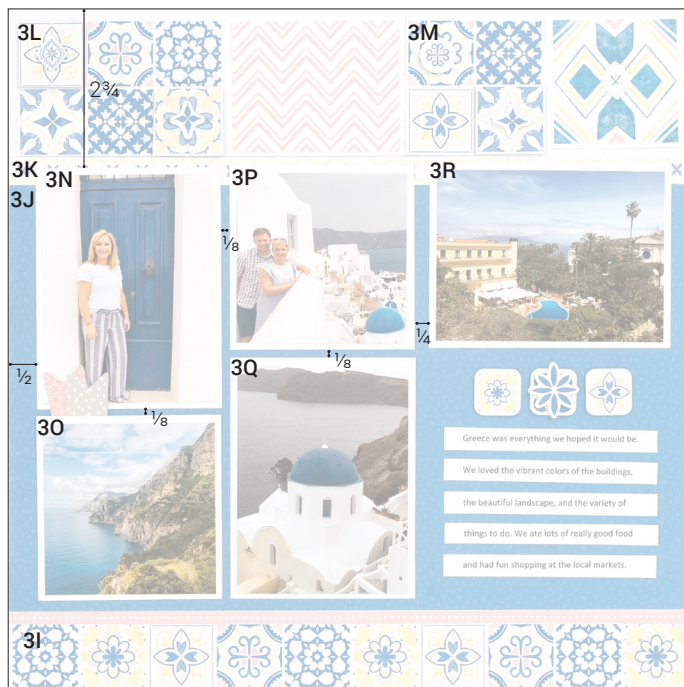 3L
3M
2¾
3K
3N
3P
3R
3J
⅛
¼
½
⅛
3Q
⅛
3O
Greece was everything we hoped it would be.
We loved the vibrant colors of the buildings,
the beautiful landscape, and the variety of
things to do. We ate lots of really good food
and had fun shopping at the local markets.
3I